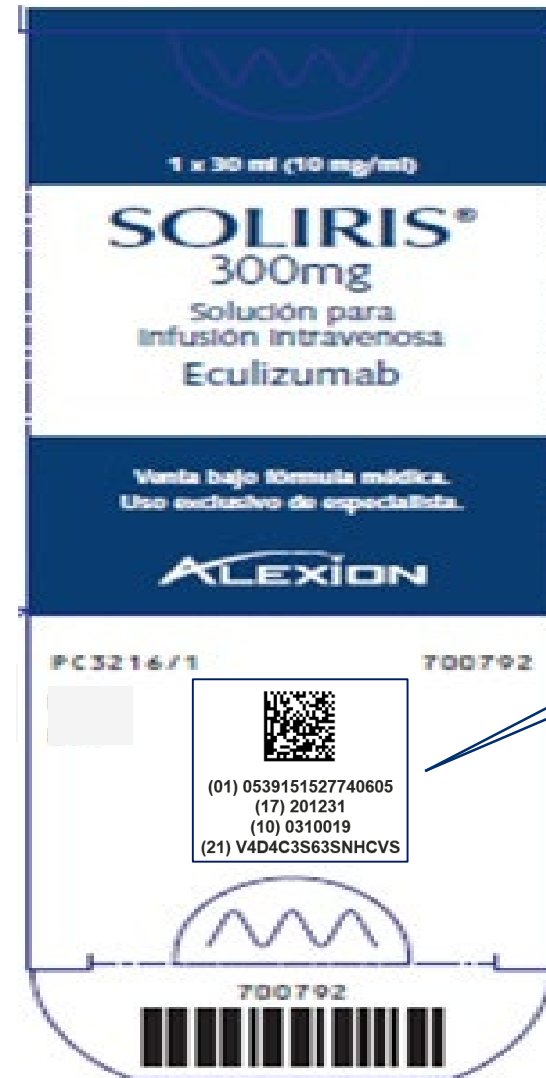 1 x 30 ml (10 mg/ml)
SOLIRIS®
300mg
Solución para
Infusión Intravenosa
Eculizumab
Venta bajo fórmula médica.
Uso exclusivo de especialista.
ALEXION
PC3216/1 700792
(01) 0539151527740605
(17) 201231
(10) 0310019
(21) V4D4C3S63SNHCVS
700792